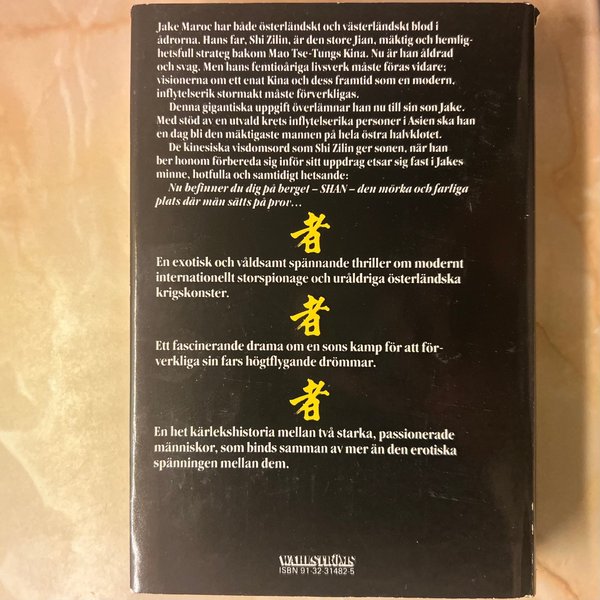 Jake Maroc har både österländskt och västerländskt blod i
ådrorna. Hans far, Shi Zilin, är den store Jian, mäktig och hemlig-
hetsfull strateg bakom Mao Tse-Tungs Kina. Nu är han åldrad
och svag. Men hans femtioåriga livsverk måste föras vidare;
visionerna om ett enat Kina och dess framtid som en modern,
inflytelserik stormakt måste förverkligas.
Denna gigantiska uppgift överlämnar han nu till sin son Jake.
Med stöd av en utvald krets inflytelserika personer i Asien ska han
en dag bli den mäktigaste mannen på hela östra halvklotet.
De kinesiska visdomsord som Shi Zilin ger sonen, när han
ber honom förbereda sig inför sitt uppdrag etsar sig fast i Jakes
minne, hotfulla och samtidigt hetsande:
Nu befinner du dig på berget – SHAN – den mörka och farliga
plats där män sätts på prov…
者
En exotisk och våldsamt spännande thriller om modernt
internationellt storspionage och uråldriga österländska
krigskonster.
者
Ett fascinerande drama om en sons kamp för att för-
verkliga sin fars högtflygande drömmar.
者
En het kärlekshistoria mellan två starka, passionerade
människor, som binds samman av mer än den erotiska
spänningen mellan dem.
WAHLSTRÖMS
ISBN 91-32-31482-5